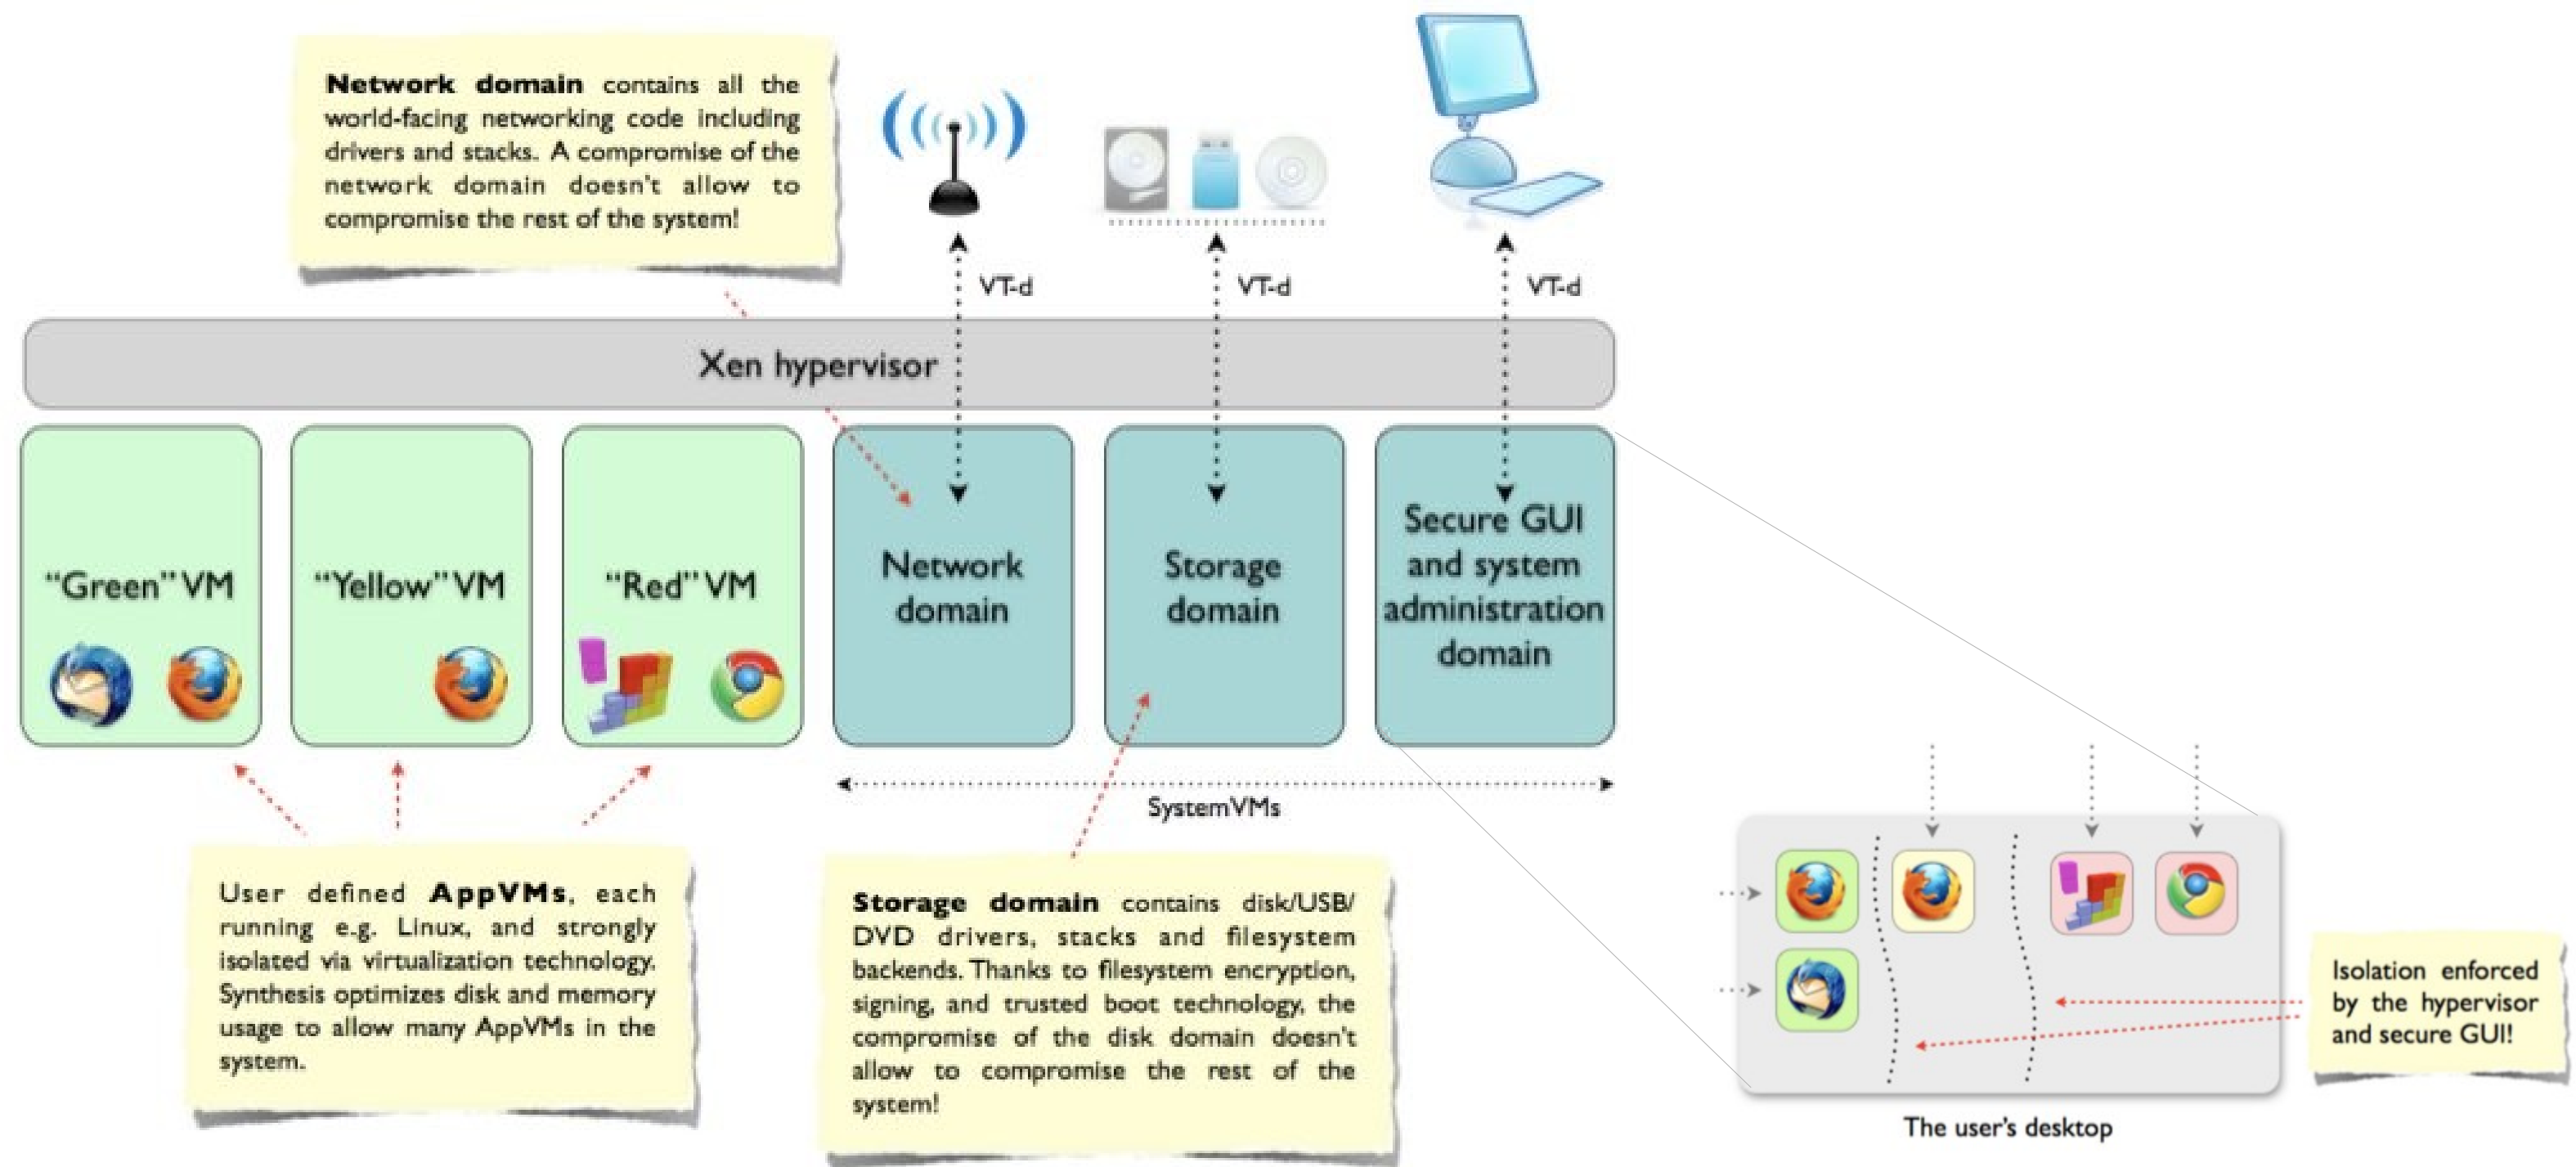 Network domain contains all the
world-facing networking code including
drivers and stacks. A compromise of the
network domain doesn't allow to
compromise the rest of the system!
VT-d
VT-d
VT-d
Xen hypervisor
“Green” VM
“Yellow” VM
“Red” VM
Network
domain
Storage
domain
Secure GUI
and system
administration
domain
SystemVMs
User defined AppVMs, each
running e.g. Linux, and strongly
isolated via virtualization technology.
Synthesis optimizes disk and memory
usage to allow many AppVMs in the
system.
Storage domain contains disk/USB/
DVD drivers, stacks and filesystem
backends. Thanks to filesystem encryption,
signing, and trusted boot technology, the
compromise of the disk domain doesn't
allow to compromise the rest of the
system!
Isolation enforced
by the hypervisor
and secure GUI!
The user's desktop